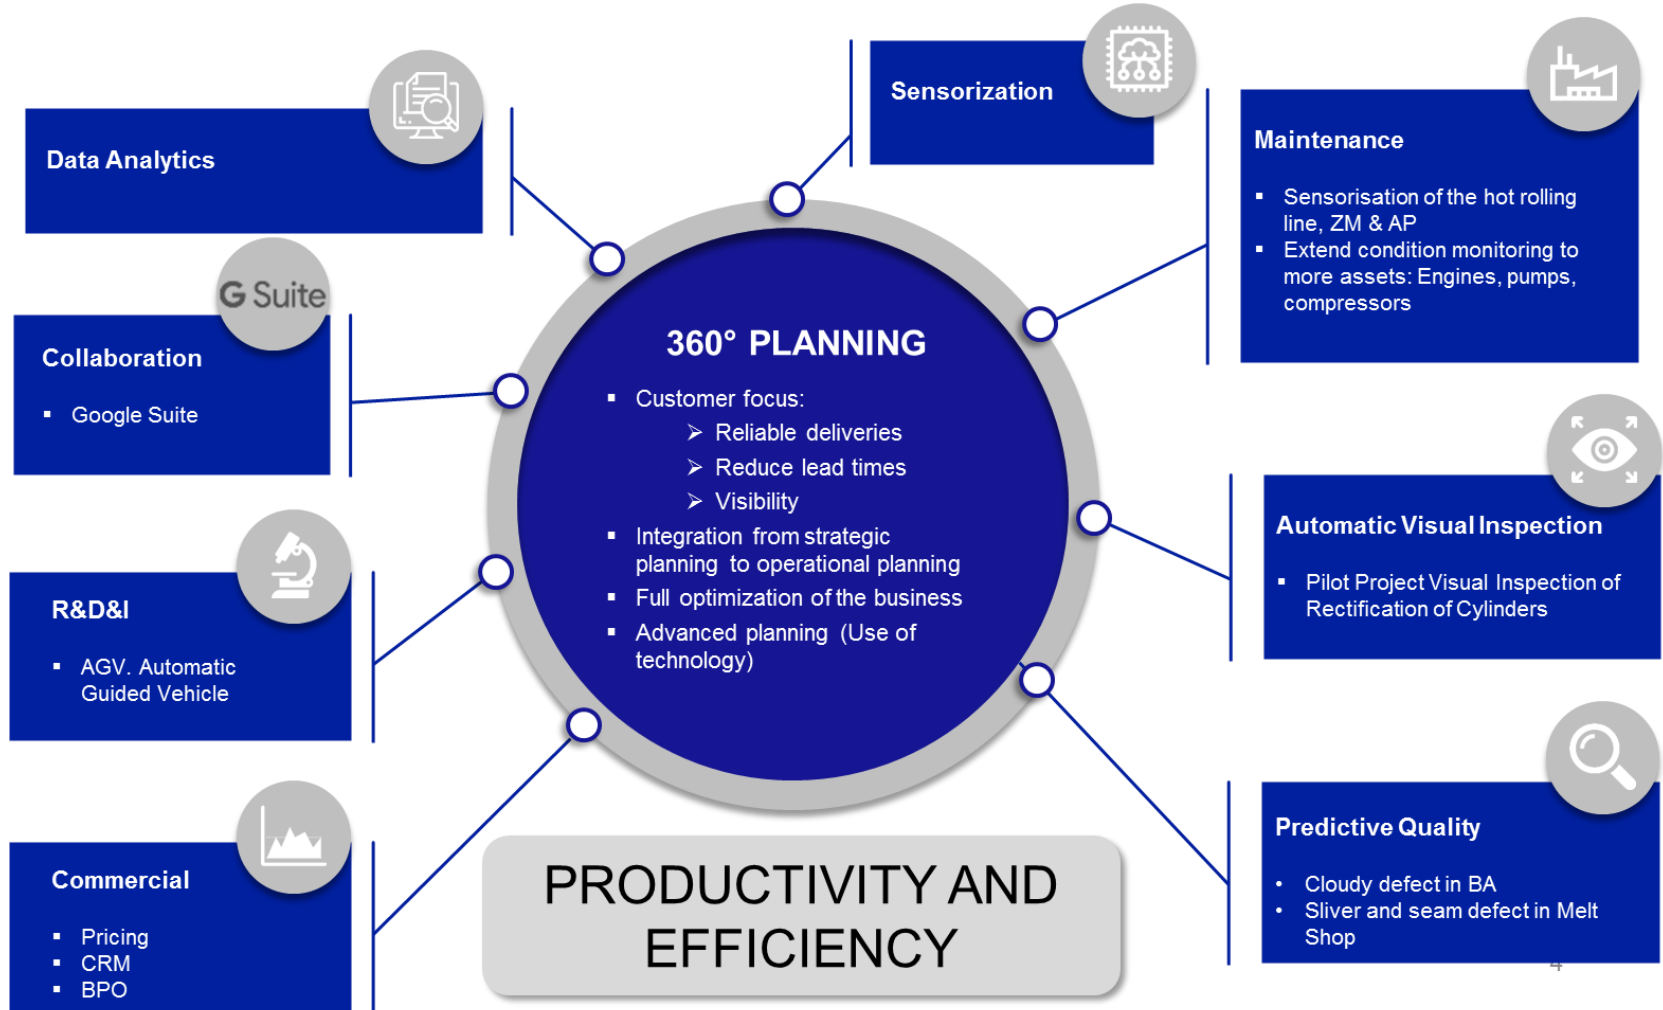 Data Analytics
G Suite
Collaboration
▪ Google Suite
R&D&I
▪ AGV. Automatic
Guided Vehicle
Commercial
▪ Pricing
▪ CRM
▪ BPO
360° PLANNING
▪ Customer focus:
➢ Reliable deliveries
➢ Reduce lead times
➢ Visibility
▪ Integration from strategic
planning to operational planning
▪ Full optimization of the business
▪ Advanced planning (Use of
technology)
PRODUCTIVITY AND
EFFICIENCY
Sensorization
Maintenance
▪ Sensorisation of the hot rolling
line, ZM & AP
▪ Extend condition monitoring to
more assets: Engines, pumps,
compressors
Automatic Visual Inspection
▪ Pilot Project Visual Inspection of
Rectification of Cylinders
Predictive Quality
• Cloudy defect in BA
• Sliver and seam defect in Melt
Shop
4